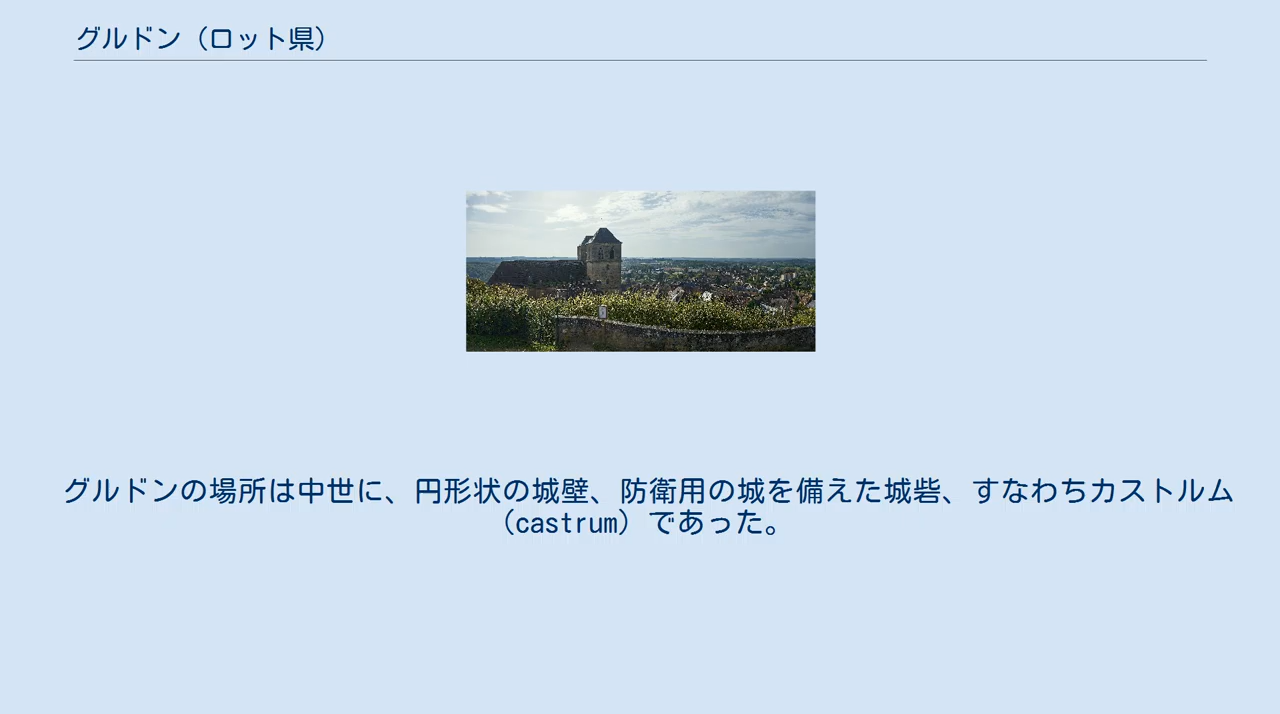 グルドン（ロット県）
グルドンの場所は中世に、円形状の城壁、防衛用の城を備えた城砦、すなわちカストルム
（castrum）であった。